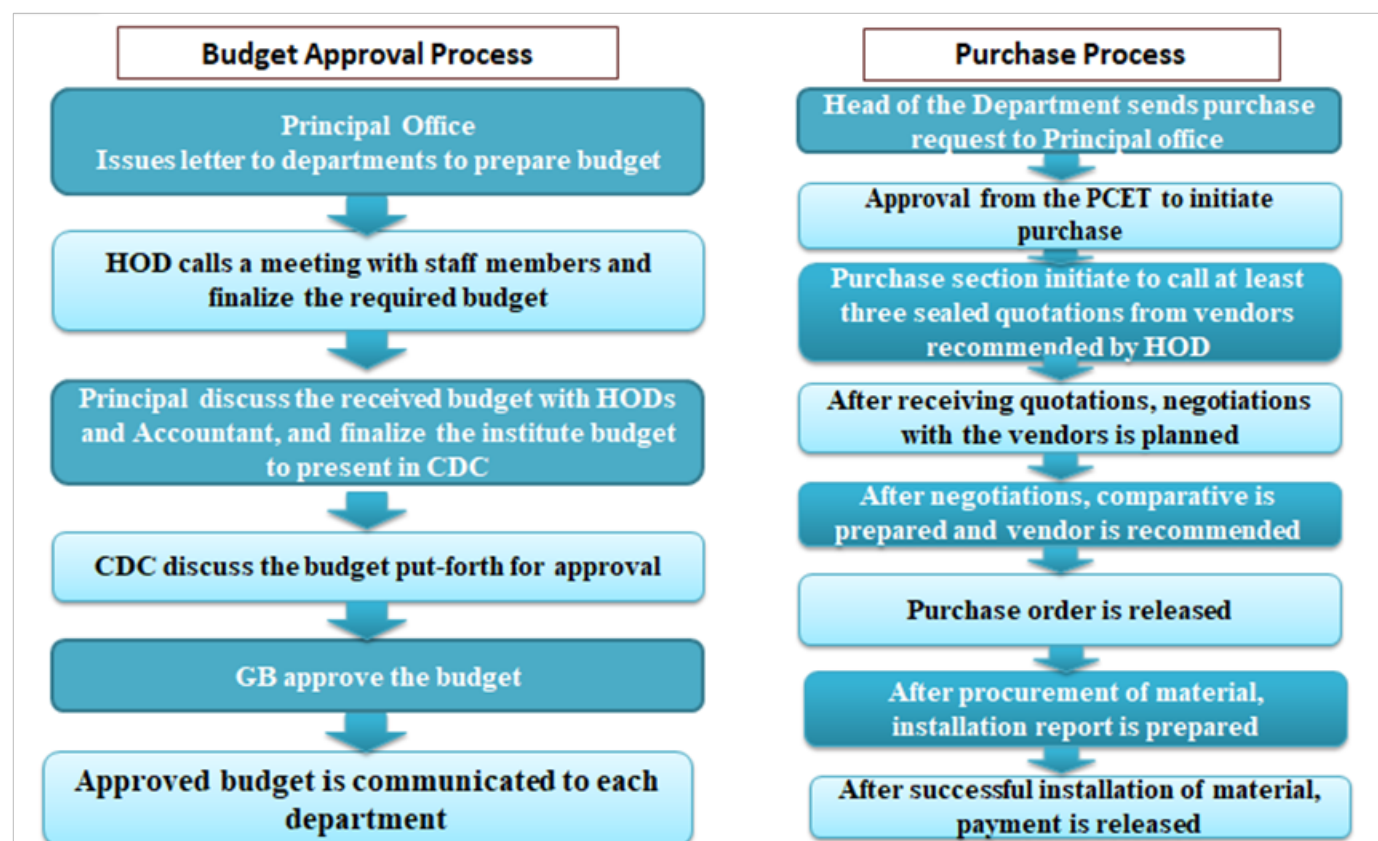 Budget Approval Process
Principal Office
Issues letter to departments to prepare budget
HOD calls a meeting with staff members and
finalize the required budget
Principal discuss the received budget with HODs
and Accountant, and finalize the institute budget
to present in CDC
CDC discuss the budget put-forth for approval
GB approve the budget
Approved budget is communicated to each
department
Purchase Process
Head of the Department sends purchase
request to Principal office
Approval from the PCET to initiate
purchase
Purchase section initiate to call at least
three sealed quotations from vendors
recommended by HOD
After receiving quotations, negotiations
with the vendors is planned
After negotiations, comparative is
prepared and vendor is recommended
Purchase order is released
After procurement of material,
installation report is prepared
After successful installation of material,
payment is released